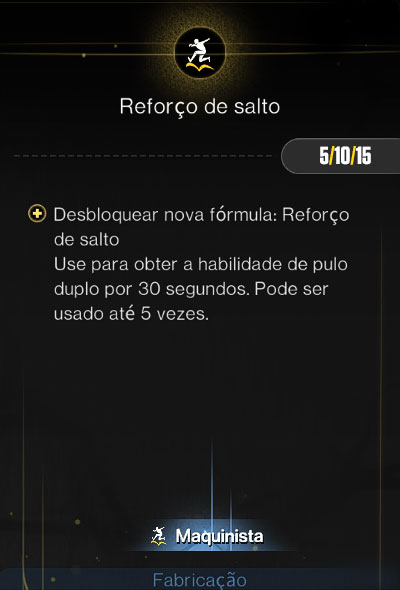 Reforço de salto
5/10/15
Desbloquear nova fórmula: Reforço
de salto
Use para obter a habilidade de pulo
duplo por 30 segundos. Pode ser
usado até 5 vezes.
Maquinista
Fabricação